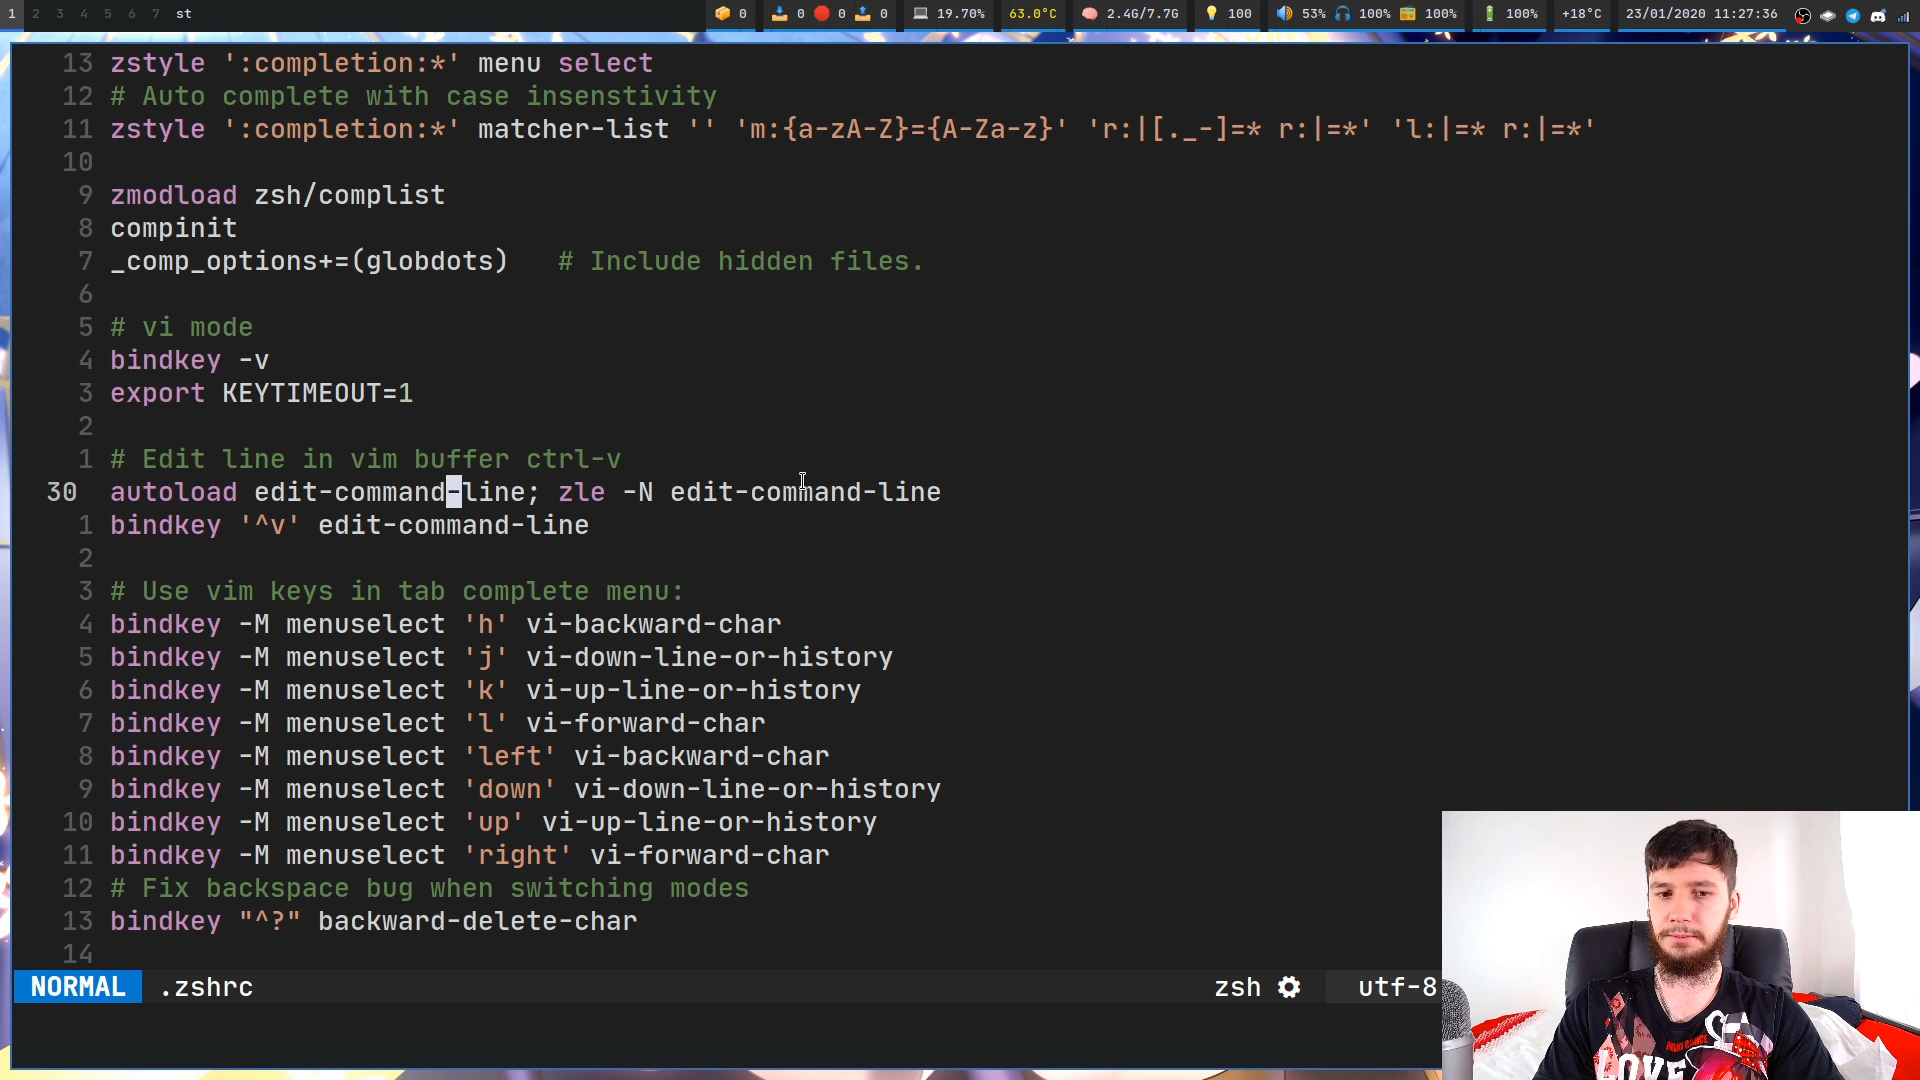 1 2 3 4 5 6 7 st 0 0 0 0 19.70% 63.0°C 2.4G/7.7G 100 53% 100% 100% 100% +18°C 23/01/2020 11:27:36
13 zstyle ':completion:*' menu select
12 # Auto complete with case insenstivity
11 zstyle ':completion:*' matcher-list '' 'm:{a-zA-Z}={A-Za-z}' 'r:|[._-]=* r:|=*' 'l:|=* r:|=*'
10
9 zmodload zsh/complist
8 compinit
7 _comp_options+=(globdots)   # Include hidden files.
6
5 # vi mode
4 bindkey -v
3 export KEYTIMEOUT=1
2
1 # Edit line in vim buffer ctrl-v
30 autoload edit-command-line; zle -N edit-command-line
1 bindkey '^v' edit-command-line
2
3 # Use vim keys in tab complete menu:
4 bindkey -M menuselect 'h' vi-backward-char
5 bindkey -M menuselect 'j' vi-down-line-or-history
6 bindkey -M menuselect 'k' vi-up-line-or-history
7 bindkey -M menuselect 'l' vi-forward-char
8 bindkey -M menuselect 'left' vi-backward-char
9 bindkey -M menuselect 'down' vi-down-line-or-history
10 bindkey -M menuselect 'up' vi-up-line-or-history
11 bindkey -M menuselect 'right' vi-forward-char
12 # Fix backspace bug when switching modes
13 bindkey "^?" backward-delete-char
14
NORMAL .zshrc zsh utf-8
LOVE